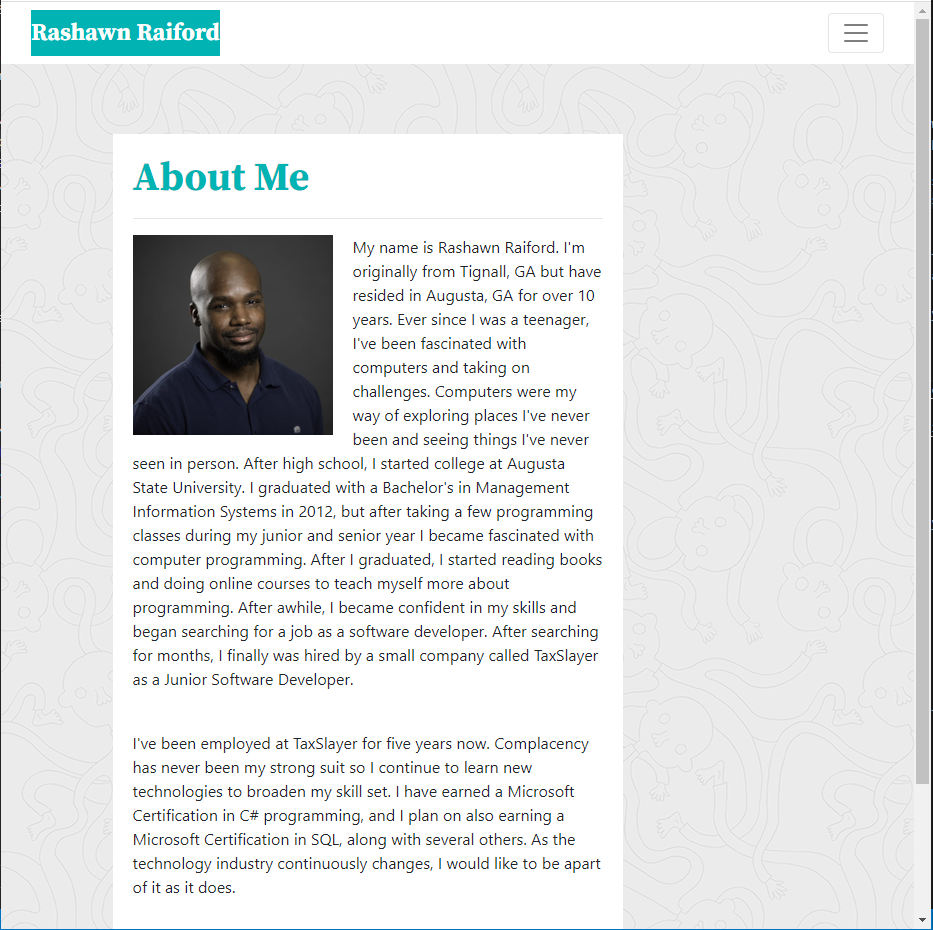 Rashawn Raiford
About Me
My name is Rashawn Raiford. I'm
originally from Tignall, GA but have
resided in Augusta, GA for over 10
years. Ever since I was a teenager,
I've been fascinated with
computers and taking on
challenges. Computers were my
way of exploring places I've never
been and seeing things I've never
seen in person. After high school, I started college at Augusta
State University. I graduated with a Bachelor's in Management
Information Systems in 2012, but after taking a few programming
classes during my junior and senior year I became fascinated with
computer programming. After I graduated, I started reading books
and doing online courses to teach myself more about
programming. After awhile, I became confident in my skills and
began searching for a job as a software developer. After searching
for months, I finally was hired by a small company called TaxSlayer
as a Junior Software Developer.
I've been employed at TaxSlayer for five years now. Complacency
has never been my strong suit so I continue to learn new
technologies to broaden my skill set. I have earned a Microsoft
Certification in C# programming, and I plan on also earning a
Microsoft Certification in SQL, along with several others. As the
technology industry continuously changes, I would like to be apart
of it as it does.